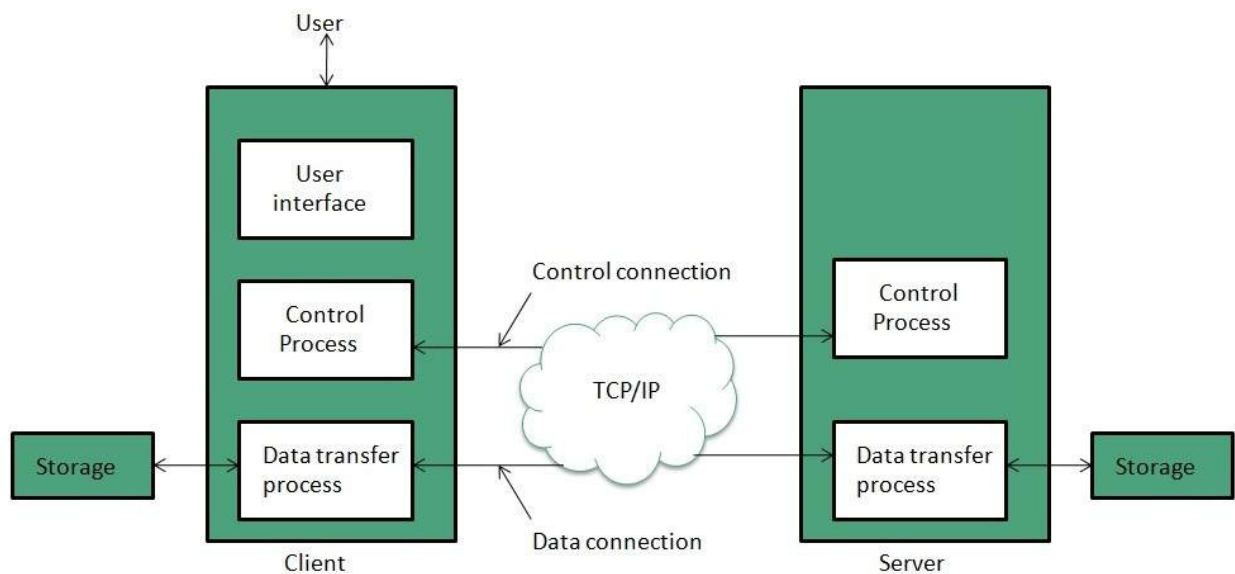 User
User
interface
Control connection
Control
Process
Control
Process
TCP/IP
Storage
Data transfer
process
Data transfer
process
Storage
Data connection
Client
Server